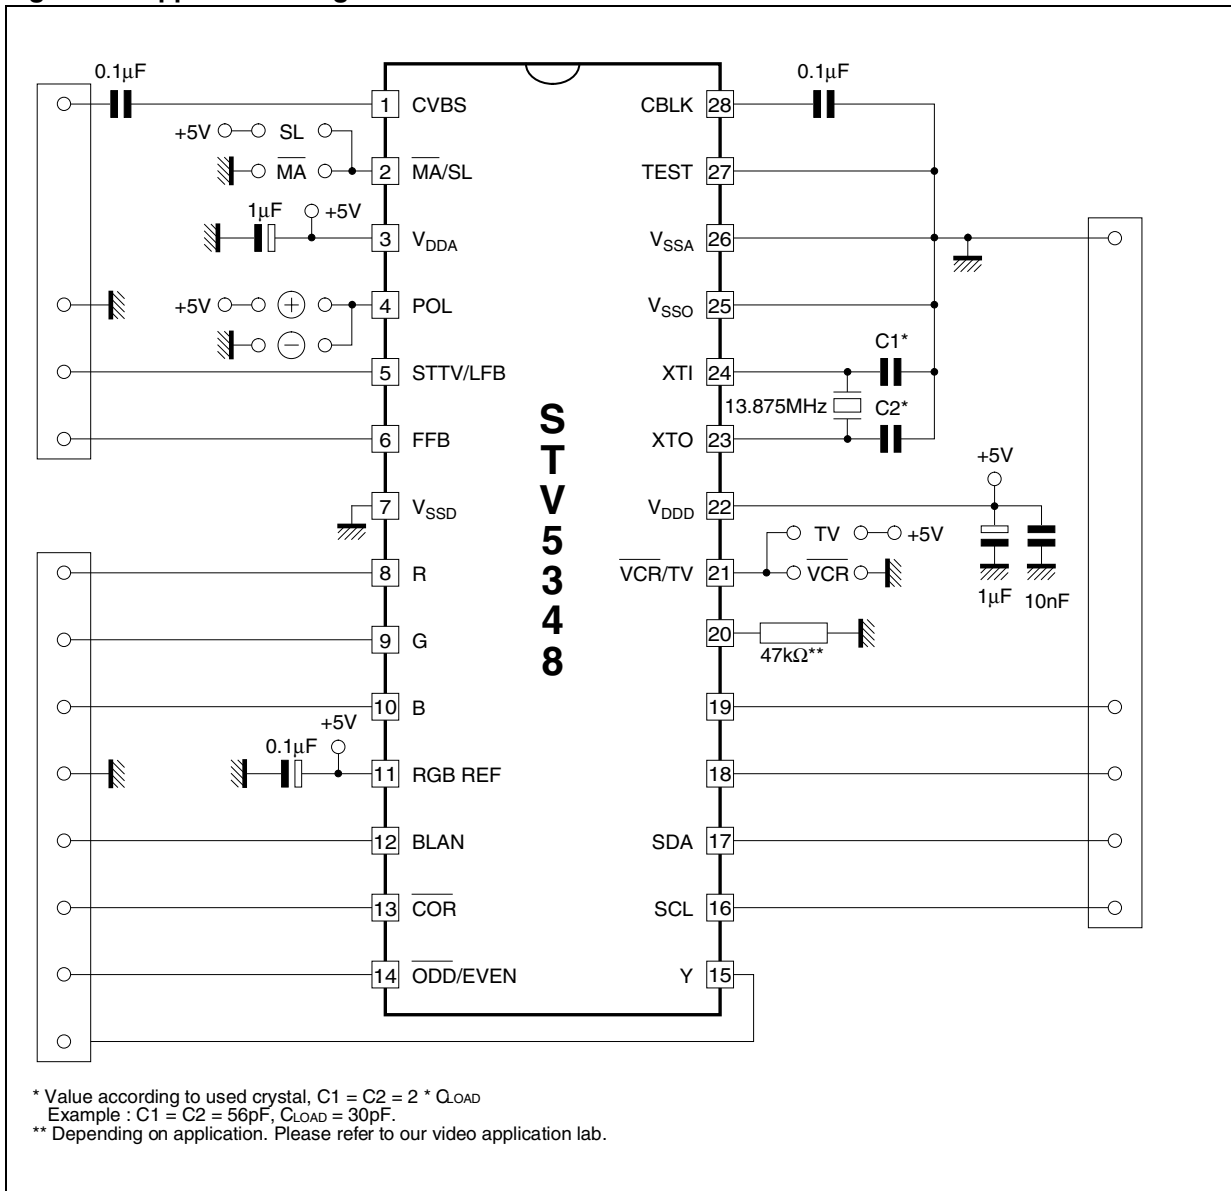 0.1µF
0.1µF
1 CVBS
CBLK 28
+5V SL
MA
2 MA/SL
TEST 27
1µF +5V
3 VDDA
VSSA 26
+5V +
4 POL
VSSO 25
−
C1*
5 STTV/LFB
XTI 24
13.875MHz C2*
6 FFB
XTO 23
+5V
7 VSSD
VDDD 22
TV +5V
8 R
VCR/TV 21
VCR
1µF 10nF
9 G
20
47kΩ**
10 B
19
+5V
0.1µF
11 RGB REF
18
12 BLAN
SDA 17
13 COR
SCL 16
14 ODD/EVEN
Y 15
STV5348
* Value according to used crystal, C1 = C2 = 2 * CLOAD
Example : C1 = C2 = 56pF, CLOAD = 30pF.
** Depending on application. Please refer to our video application lab.